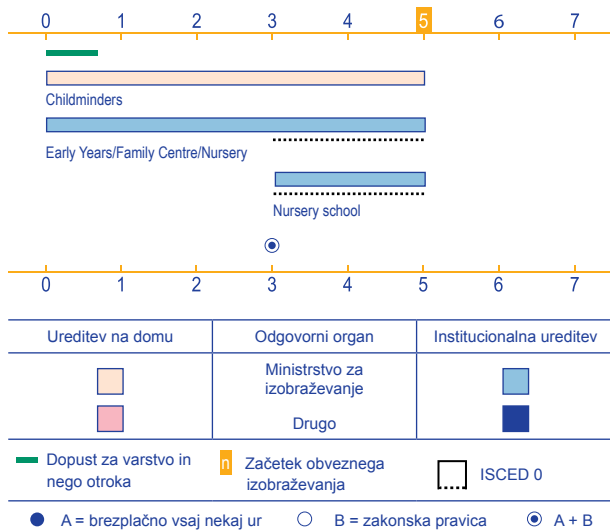 0 1 2 3 4 5 6 7
Childminders
Early Years/Family Centre/Nursery
Nursery school
0 1 2 3 4 5 6 7
Ureditev na domu Odgovorni organ Institucionalna ureditev
Ministrstvo za
izobraževanje
Drugo
Dopust za varstvo in
nego otroka
n Začetek obveznega
izobraževanja
ISCED 0
A = brezplačno vsaj nekaj ur B = zakonska pravica A + B